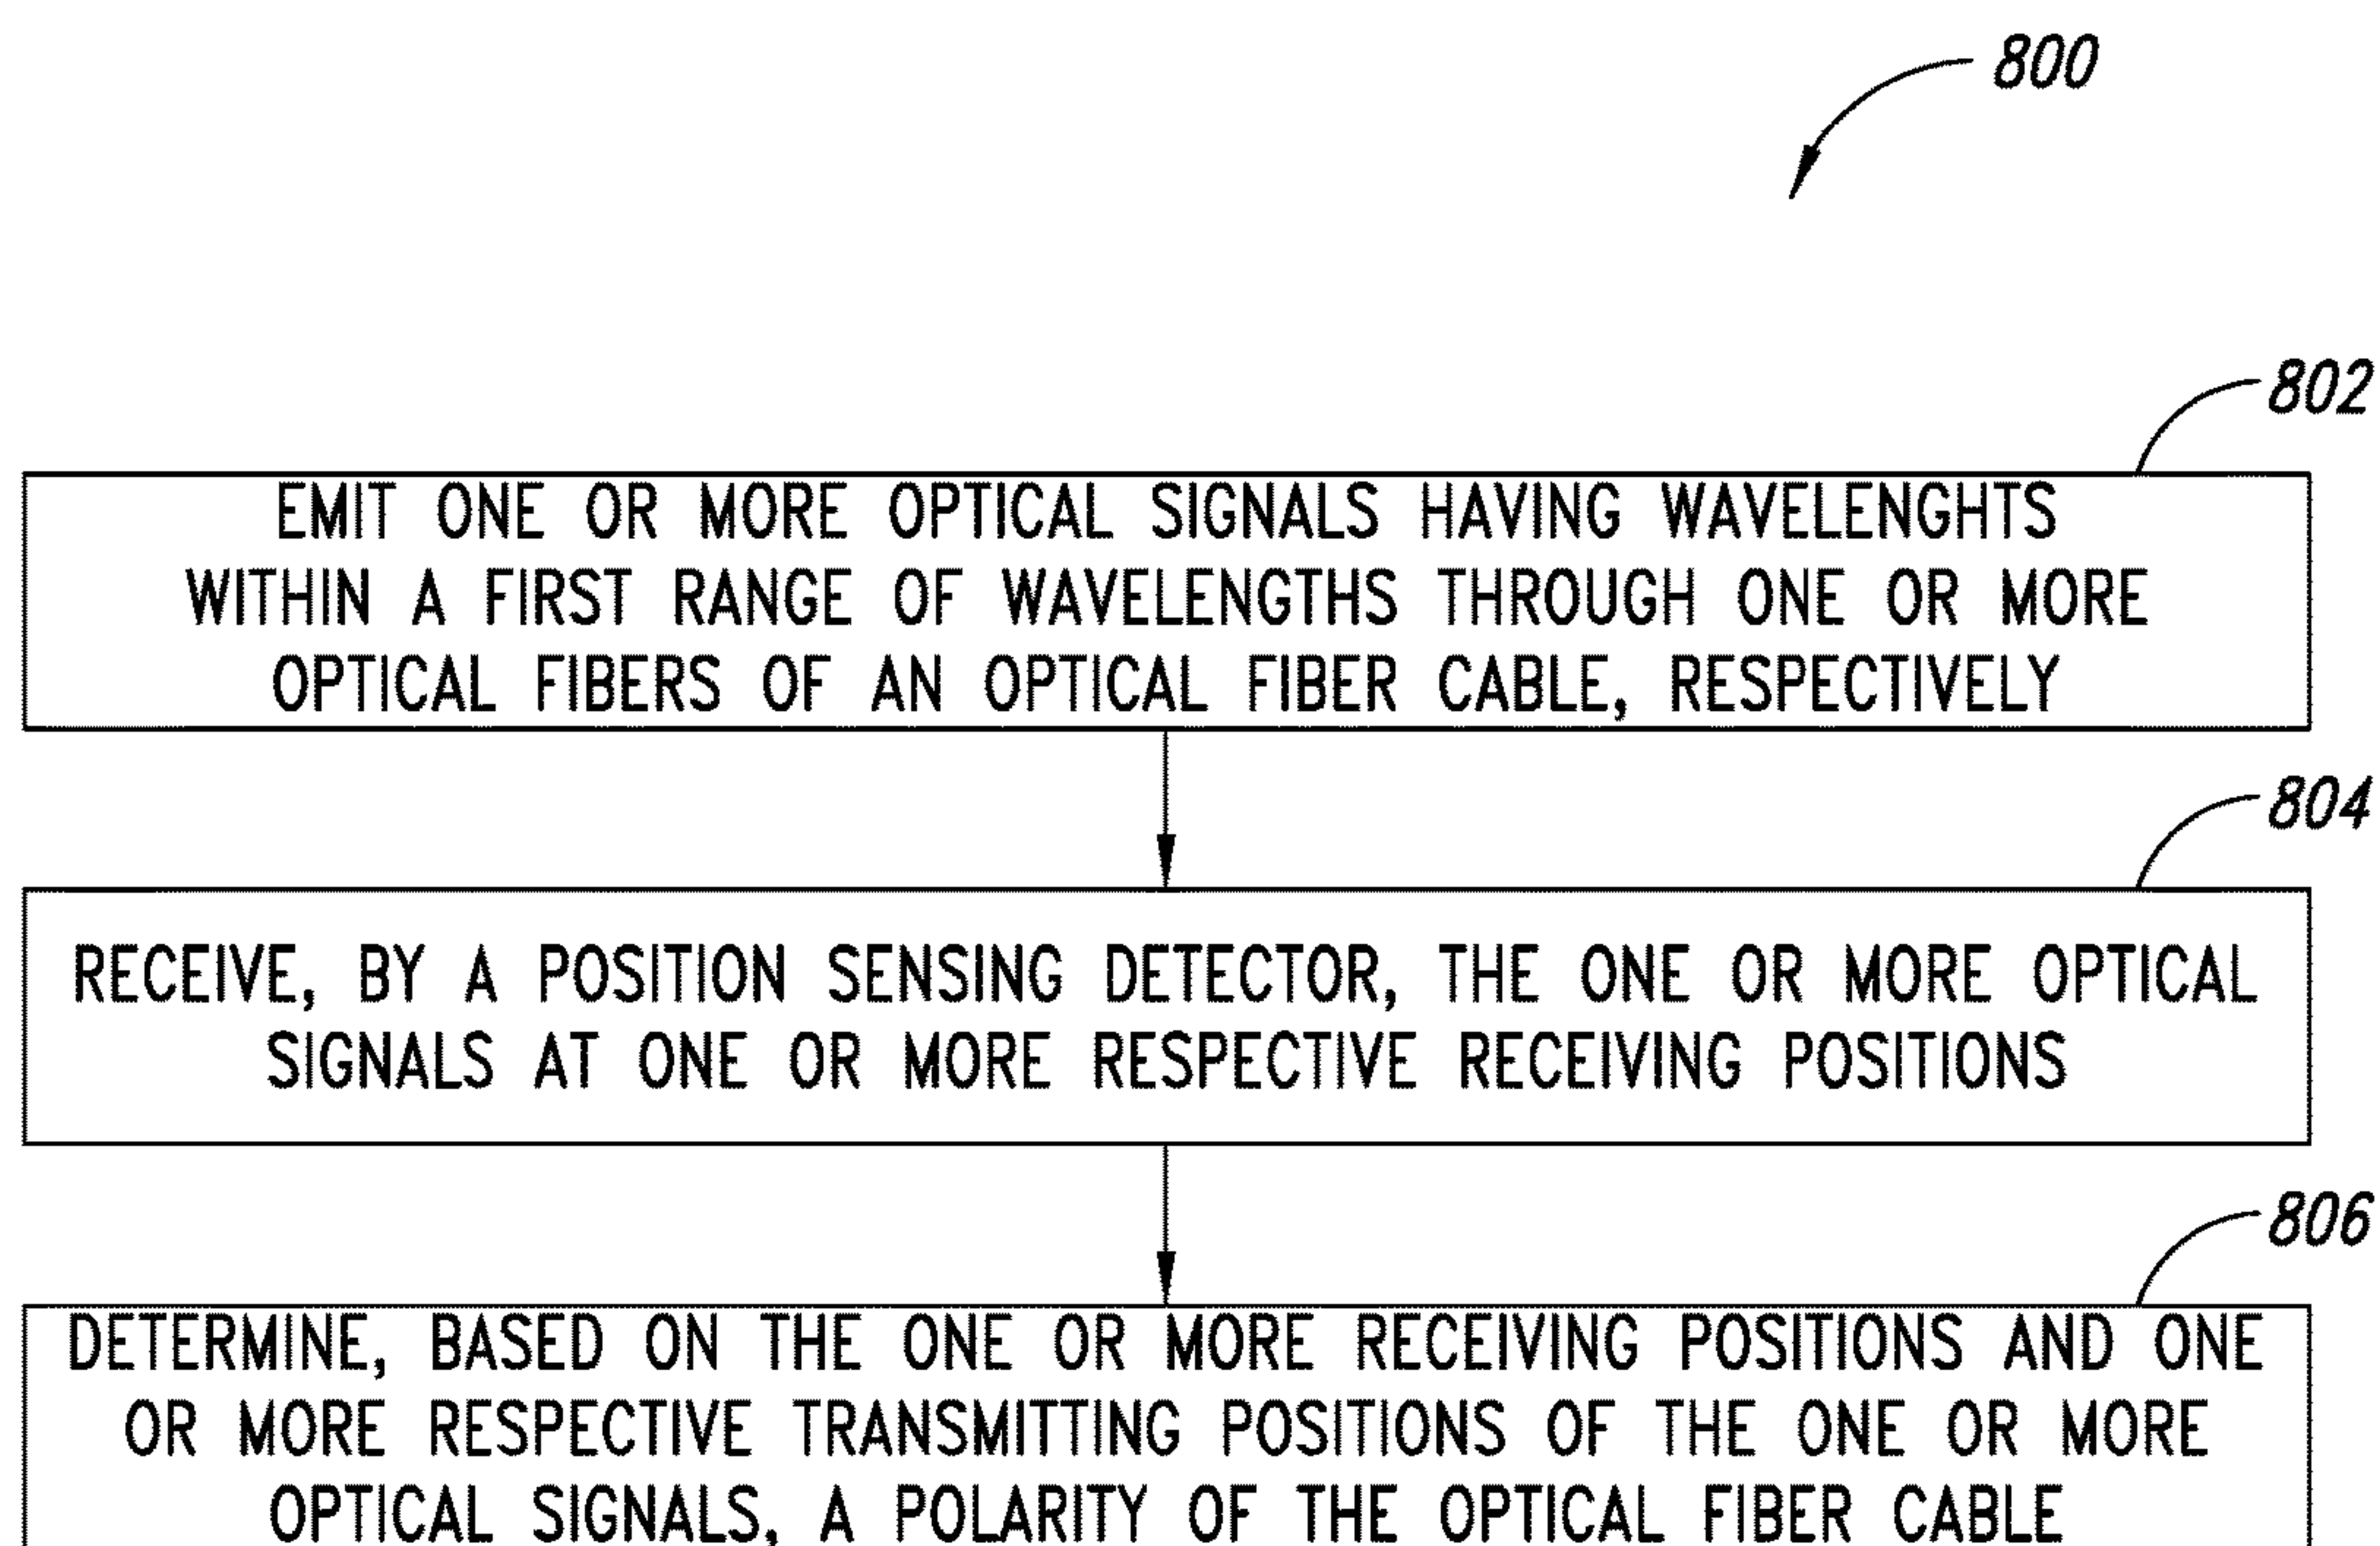 800
802
EMIT ONE OR MORE OPTICAL SIGNALS HAVING WAVELENGHTS
WITHIN A FIRST RANGE OF WAVELENGTHS THROUGH ONE OR MORE
OPTICAL FIBERS OF AN OPTICAL FIBER CABLE, RESPECTIVELY
804
RECEIVE, BY A POSITION SENSING DETECTOR, THE ONE OR MORE OPTICAL
SIGNALS AT ONE OR MORE RESPECTIVE RECEIVING POSITIONS
806
DETERMINE, BASED ON THE ONE OR MORE RECEIVING POSITIONS AND ONE
OR MORE RESPECTIVE TRANSMITTING POSITIONS OF THE ONE OR MORE
OPTICAL SIGNALS, A POLARITY OF THE OPTICAL FIBER CABLE